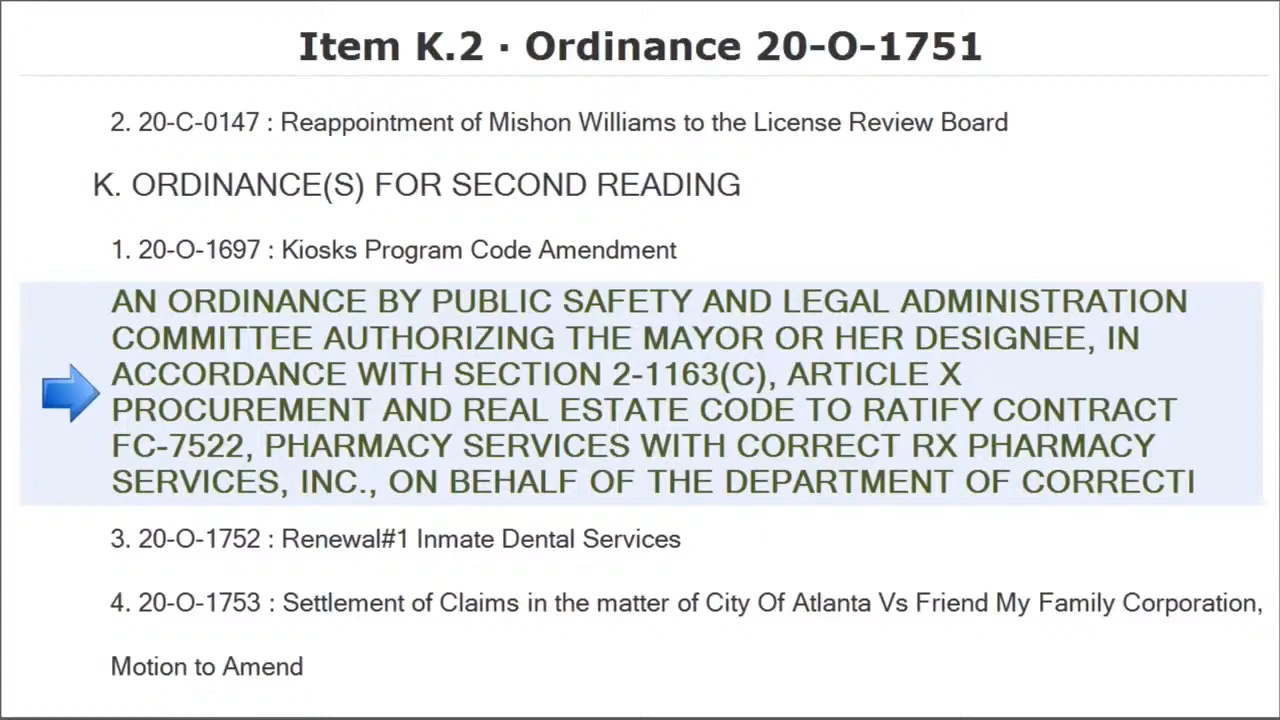 Item K.2 · Ordinance 20-O-1751
2. 20-C-0147 : Reappointment of Mishon Williams to the License Review Board
K. ORDINANCE(S) FOR SECOND READING
1. 20-O-1697 : Kiosks Program Code Amendment
AN ORDINANCE BY PUBLIC SAFETY AND LEGAL ADMINISTRATION
COMMITTEE AUTHORIZING THE MAYOR OR HER DESIGNEE, IN
ACCORDANCE WITH SECTION 2-1163(C), ARTICLE X
PROCUREMENT AND REAL ESTATE CODE TO RATIFY CONTRACT
FC-7522, PHARMACY SERVICES WITH CORRECT RX PHARMACY
SERVICES, INC., ON BEHALF OF THE DEPARTMENT OF CORRECTI
3. 20-O-1752 : Renewal#1 Inmate Dental Services
4. 20-O-1753 : Settlement of Claims in the matter of City Of Atlanta Vs Friend My Family Corporation,
Motion to Amend